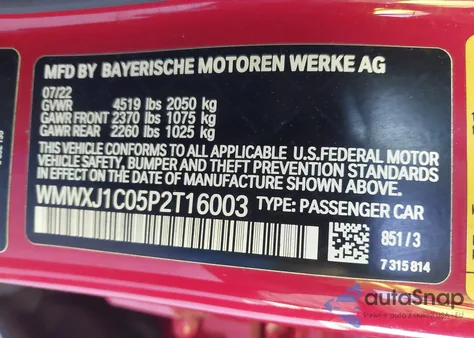 MFD BY BAYERISCHE MOTOREN WERKE AG
07/22
GVWR 4519 lbs 2050 kg
GAWR FRONT 2370 lbs 1075 kg
GAWR REAR 2260 lbs 1025 kg
THIS VEHICLE CONFORMS TO ALL APPLICABLE U.S.FEDERAL MOTOR
VEHICLE SAFETY, BUMPER AND THEFT PREVENTION STANDARDS
IN EFFECT ON THE DATE OF MANUFACTURE SHOWN ABOVE.
WMWXJ1C05P2T16003 TYPE: PASSENGER CAR
851/3
7 315 814
autoSnap